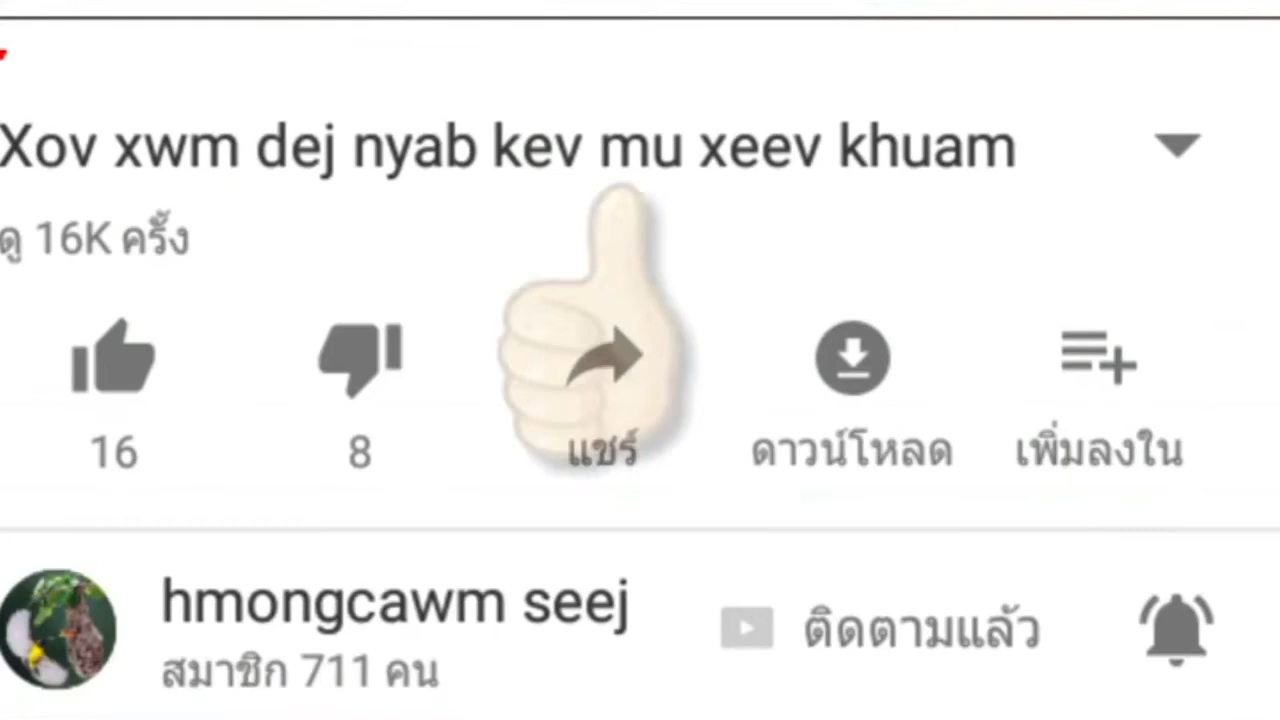 Xov xwm dej nyab kev mu xeev khuam
ดู 16K ครั้ง
16 8 แชร์ ดาวน์โหลด เพิ่มลงใน
hmongcawm seej
ติดตามแล้ว
สมาชิก 711 คน